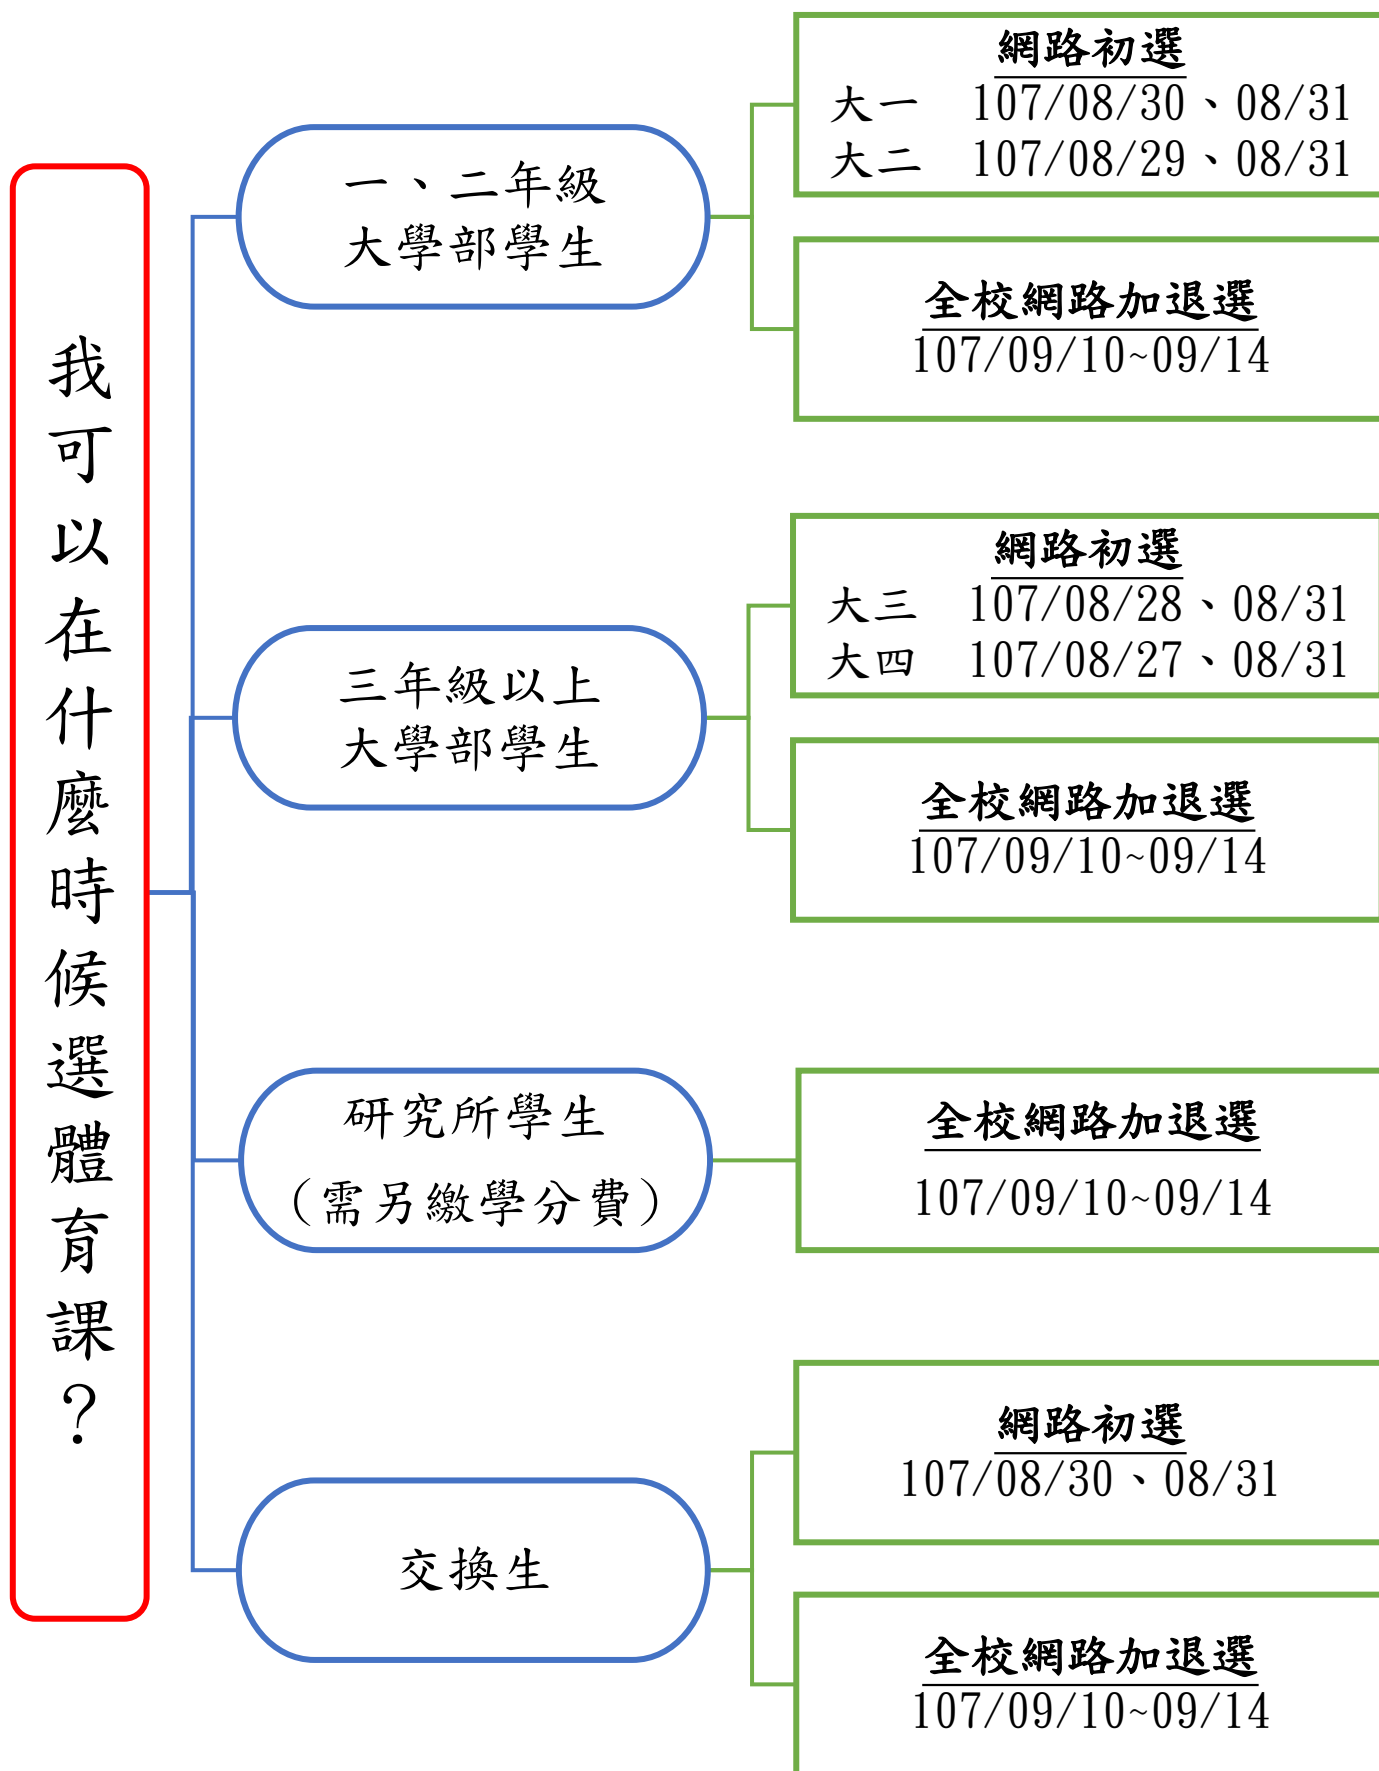 我可以在什麼時候選體育課？
一、二年級
大學部學生
網路初選
大一 107/08/30、08/31
大二 107/08/29、08/31
全校網路加退選
107/09/10~09/14
三年級以上
大學部學生
網路初選
大三 107/08/28、08/31
大四 107/08/27、08/31
全校網路加退選
107/09/10~09/14
研究所學生
（需另繳學分費）
全校網路加退選
107/09/10~09/14
交換生
網路初選
107/08/30、08/31
全校網路加退選
107/09/10~09/14